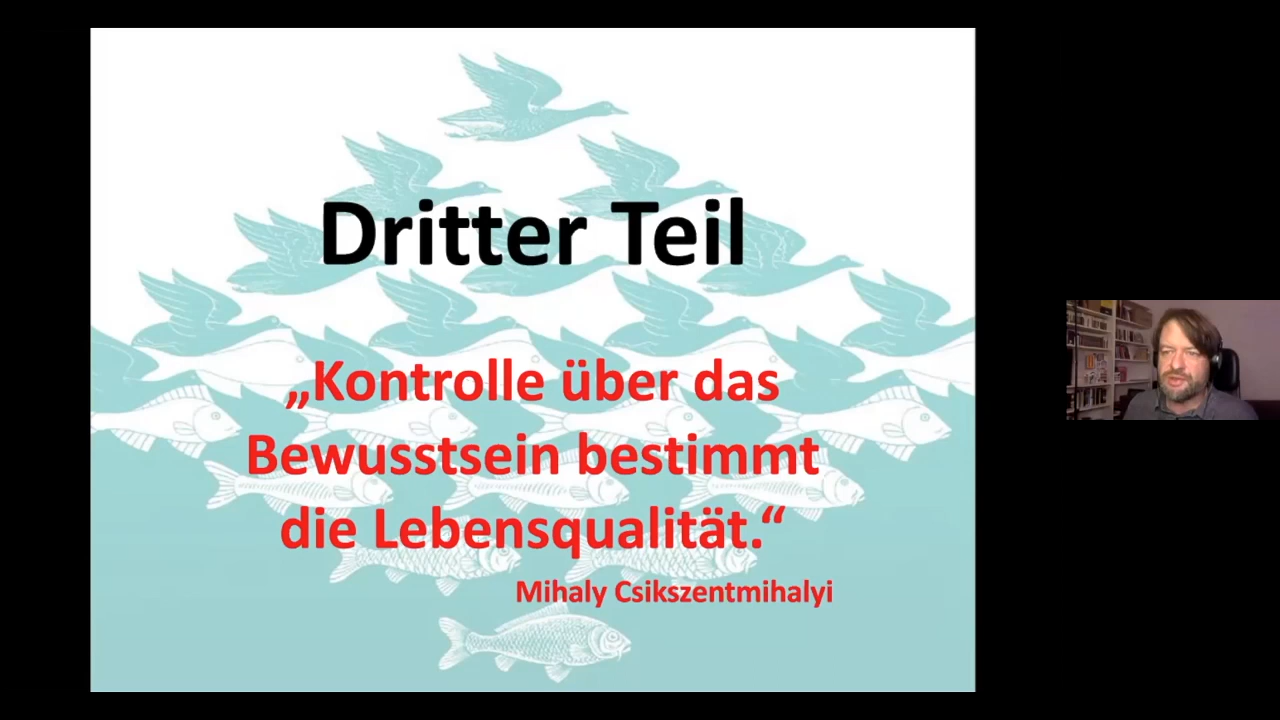 Dritter Teil
„Kontrolle über das
Bewusstsein bestimmt
die Lebensqualität.“
Mihaly Csikszentmihalyi